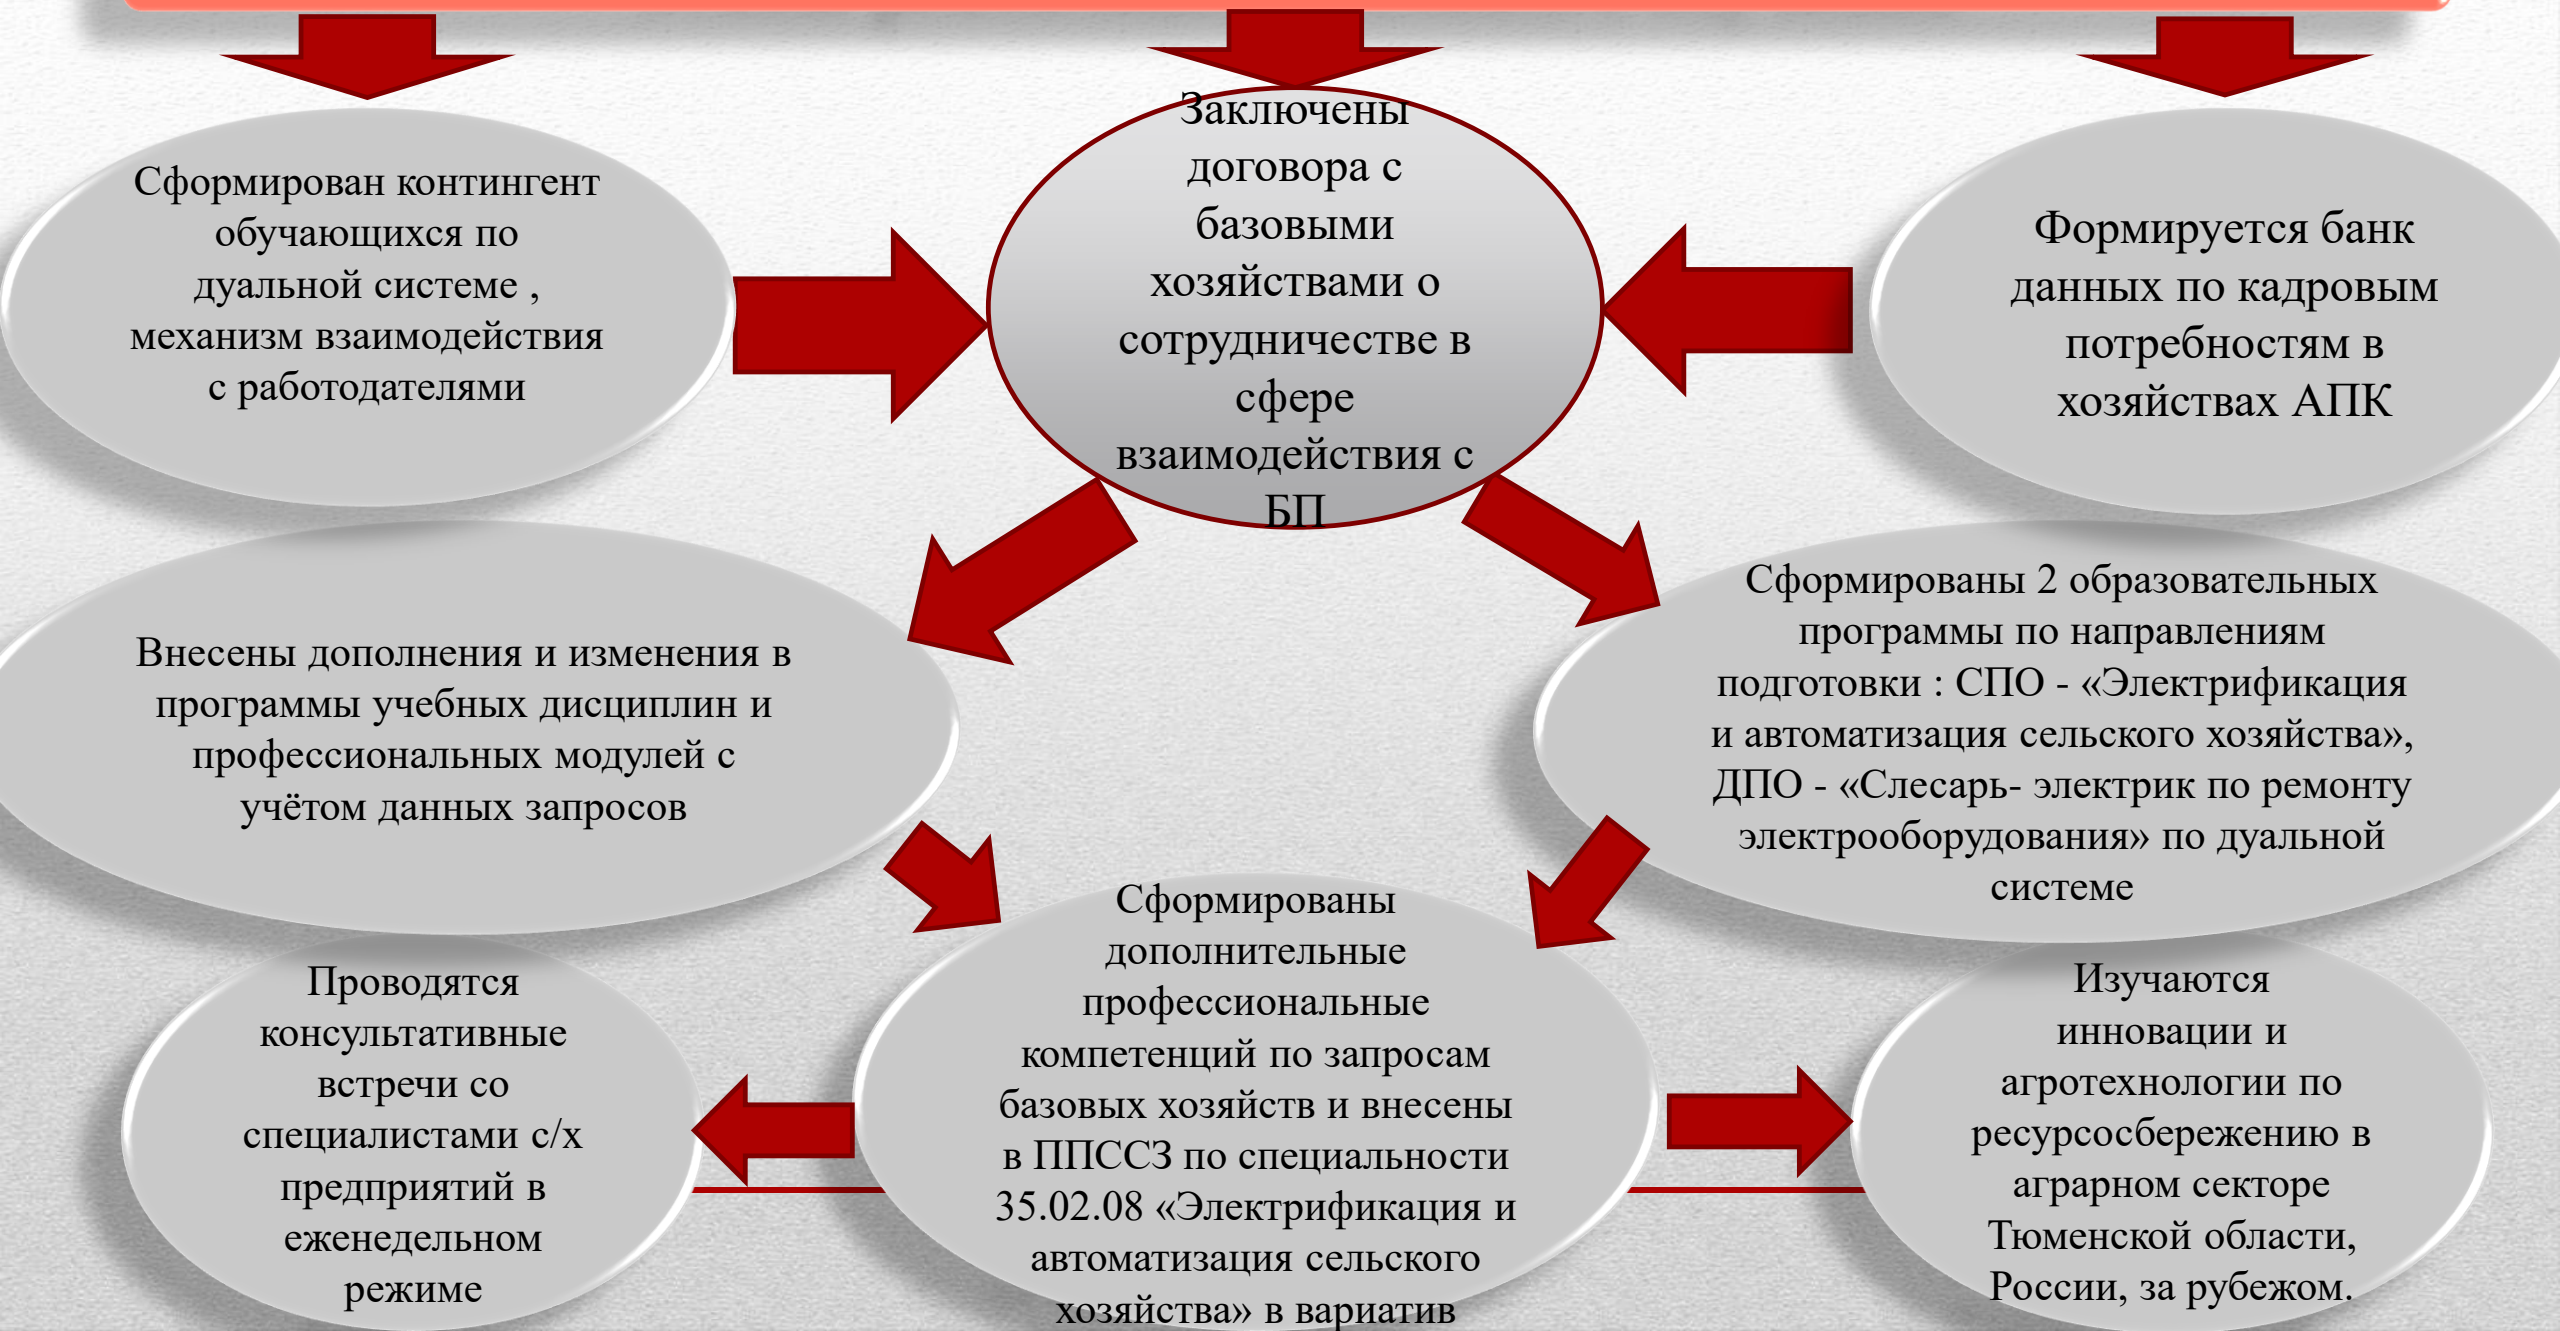 Сформирован контингент
обучающихся по
дуальной системе ,
механизм взаимодействия
с работодателями
Заключены
договора с
базовыми
хозяйствами о
сотрудничестве в
сфере
взаимодействия с
БП
Формируется банк
данных по кадровым
потребностям в
хозяйствах АПК
Внесены дополнения и изменения в
программы учебных дисциплин и
профессиональных модулей с
учётом данных запросов
Сформированы 2 образовательных
программы по направлениям
подготовки : СПО - «Электрификация
и автоматизация сельского хозяйства»,
ДПО - «Слесарь- электрик по ремонту
электрооборудования» по дуальной
системе
Проводятся
консультативные
встречи со
специалистами с/х
предприятий в
еженедельном
режиме
Сформированы
дополнительные
профессиональные
компетенций по запросам
базовых хозяйств и внесены
в ППССЗ по специальности
35.02.08 «Электрификация и
автоматизация сельского
хозяйства» в вариатив
Изучаются
инновации и
агротехнологии по
ресурсосбережению в
аграрном секторе
Тюменской области,
России, за рубежом.